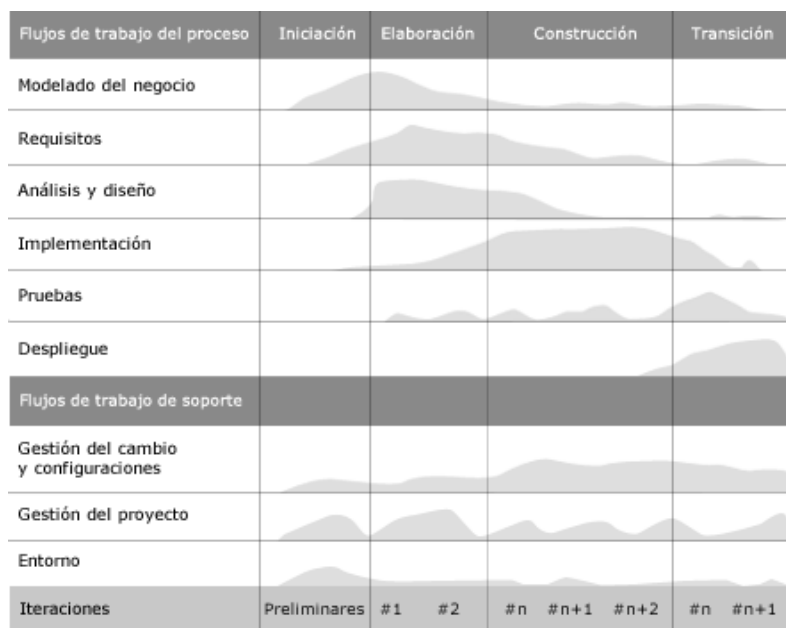 Flujos de trabajo del proceso Iniciación Elaboración Construcción Transición
Modelado del negocio
Requisitos
Análisis y diseño
Implementación
Pruebas
Despliegue
Flujos de trabajo de soporte
Gestión del cambio
y configuraciones
Gestión del proyecto
Entorno
Iteraciones Preliminares #1 #2 #n #n+1 #n+2 #n #n+1